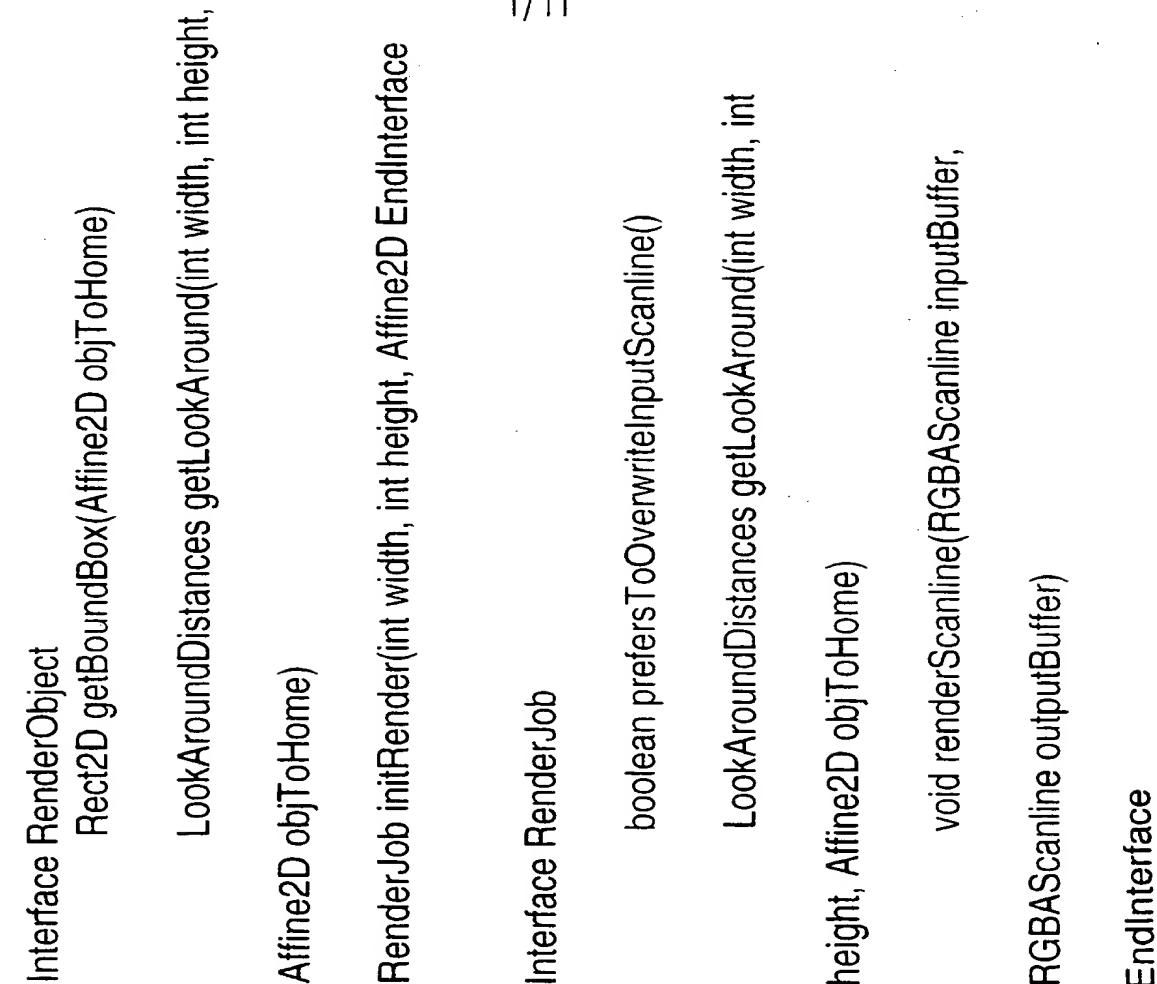 1/11
Interface RenderObject
Rect2D getBoundBox(Affine2D objToHome)
LookAroundDistances getLookAround(int width, int height,
Affine2D objToHome)
RenderJob initRender(int width, int height, Affine2D EndInterface
Interface RenderJob
boolean prefersToOverwriteInputScanline()
LookAroundDistances getLookAround(int width, int
height, Affine2D objToHome)
void renderScanline(RGBAScanline inputBuffer,
RGBAScanline outputBuffer)
EndInterface